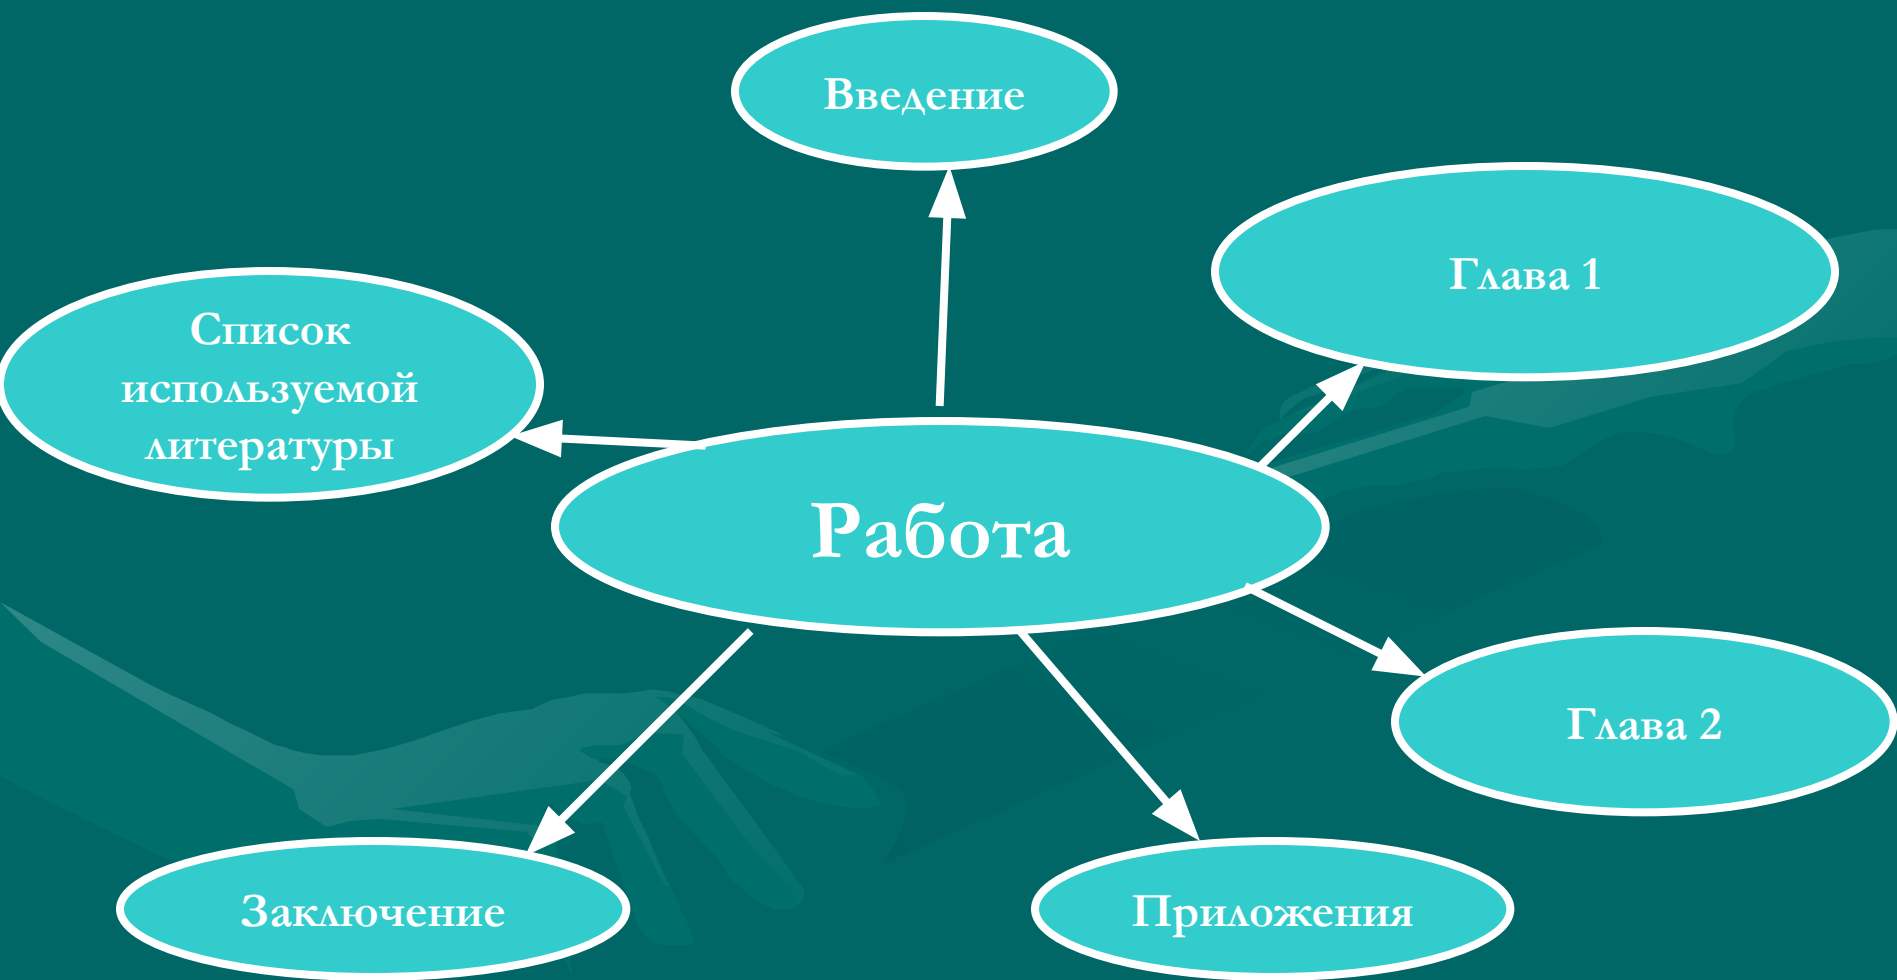 Введение
Глава 1
Список
используемой
литературы
Работа
Глава 2
Заключение
Приложения